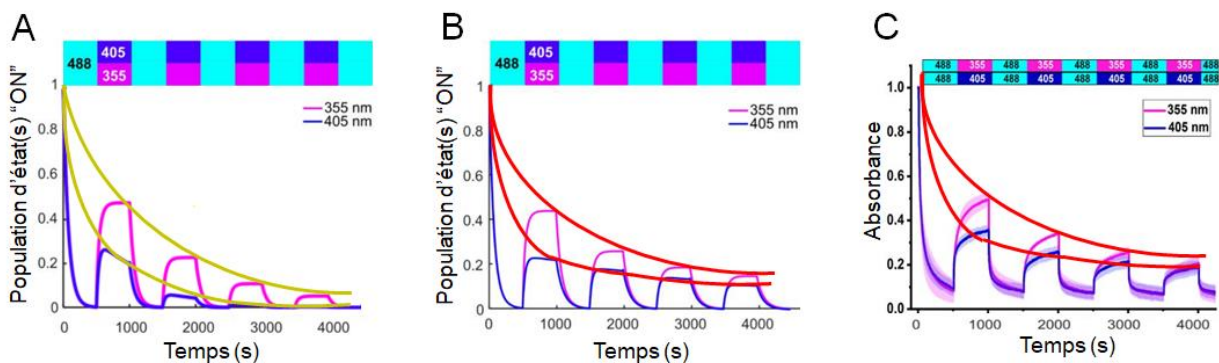 A
488 405
355
355 nm
405 nm
Population d'état(s) “ON”
1
0.8
0.6
0.4
0.2
0
0 1000 2000 3000 4000
Temps (s)
B
488 405
355
355 nm
405 nm
Population d'état(s) “ON”
1
0.8
0.6
0.4
0.2
0
0 1000 2000 3000 4000
Temps (s)
C
488 355 488 355 488 355 488 355 488
488 405 488 405 488 405 488 405 488
355 nm
405 nm
Absorbance
1.0
0.8
0.6
0.4
0.2
0.0
0 1000 2000 3000 4000
Temps (s)